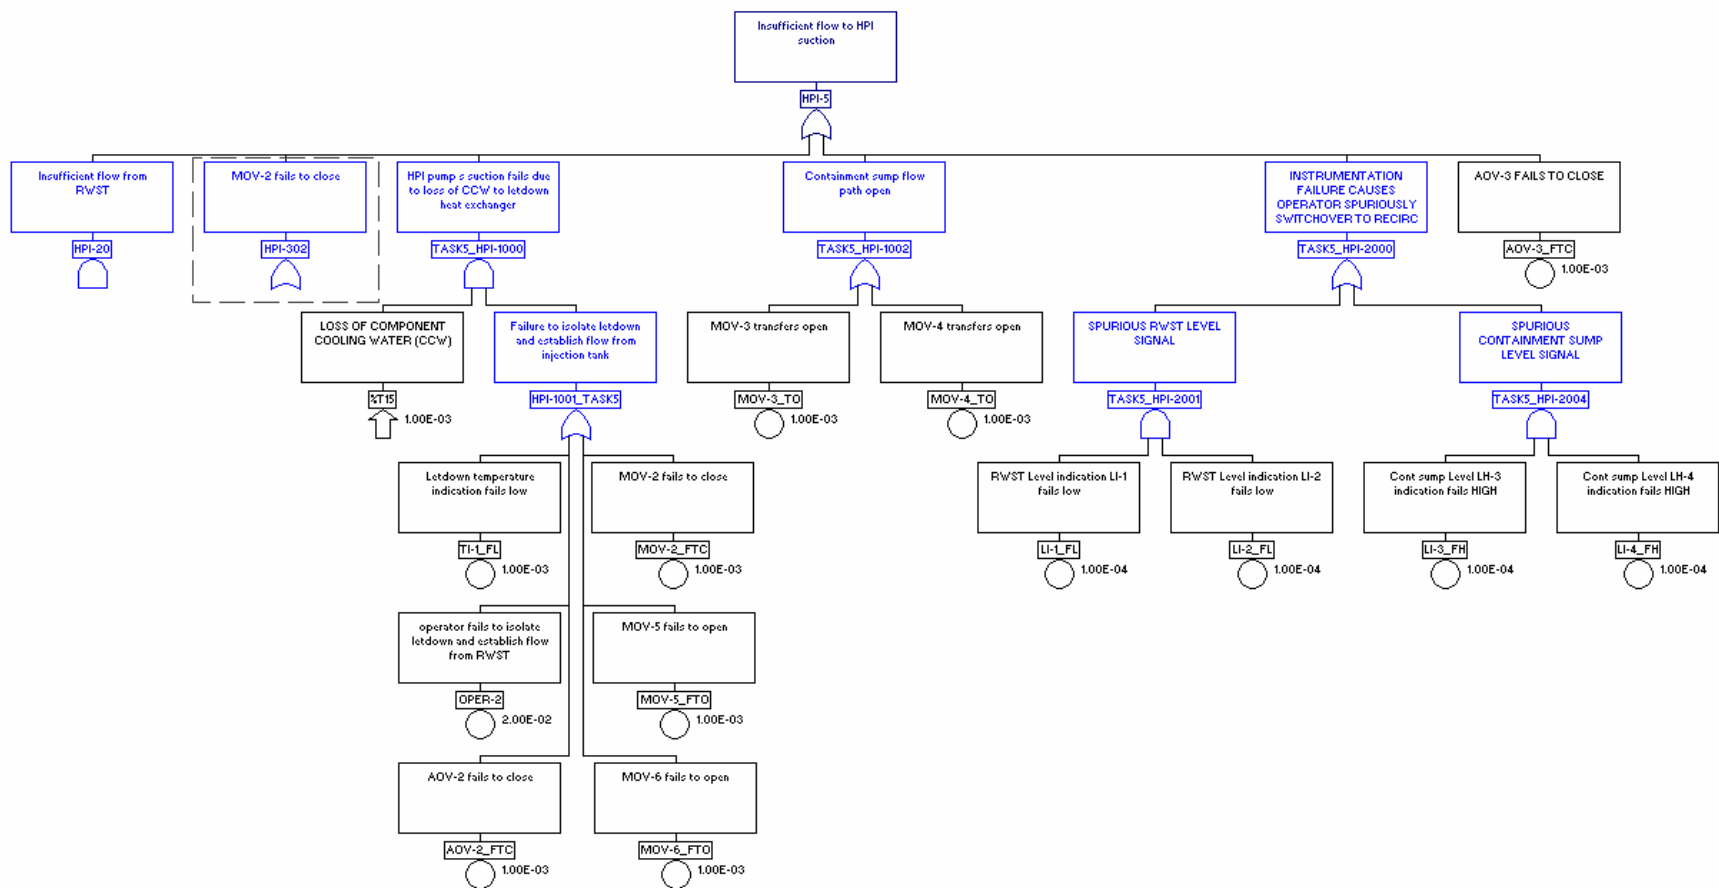 Insufficient flow to HPI
suction
HPI-5
Insufficient flow from
RWST
HPI-20
MOV-2 fails to close
HPI-302
HPI pump s suction fails due
to loss of CCW to letdown
heat exchanger
TASK5_HPI-1000
Containment sump flow
path open
TASK5_HPI-1002
INSTRUMENTATION
FAILURE CAUSES
OPERATOR SPURIOUSLY
SWITCHOVER TO RECIRC
TASK5_HPI-2000
AOV-3 FAILS TO CLOSE
AOV-3_FTC
1.00E-03
LOSS OF COMPONENT
COOLING WATER (CCW)
%T15
1.00E-03
Failure to isolate letdown
and establish flow from
injection tank
HPI-1001_TASK5
MOV-3 transfers open
MOV-3_TO
1.00E-03
MOV-4 transfers open
MOV-4_TO
1.00E-03
SPURIOUS RWST LEVEL
SIGNAL
TASK5_HPI-2001
SPURIOUS
CONTAINMENT SUMP
LEVEL SIGNAL
TASK5_HPI-2004
Letdown temperature
indication fails low
TI-1_FL
1.00E-03
MOV-2 fails to close
MOV-2_FTC
1.00E-03
RWST Level indication LI-1
fails low
LI-1_FL
1.00E-04
RWST Level indication LI-2
fails low
LI-2_FL
1.00E-04
Cont sump Level LH-3
indication fails HIGH
LI-3_FH
1.00E-04
Cont sump Level LH-4
indication fails HIGH
LI-4_FH
1.00E-04
operator fails to isolate
letdown and establish flow
from RWST
OPER-2
2.00E-02
MOV-5 fails to open
MOV-5_FTO
1.00E-03
AOV-2 fails to close
AOV-2_FTC
1.00E-03
MOV-6 fails to open
MOV-6_FTO
1.00E-03